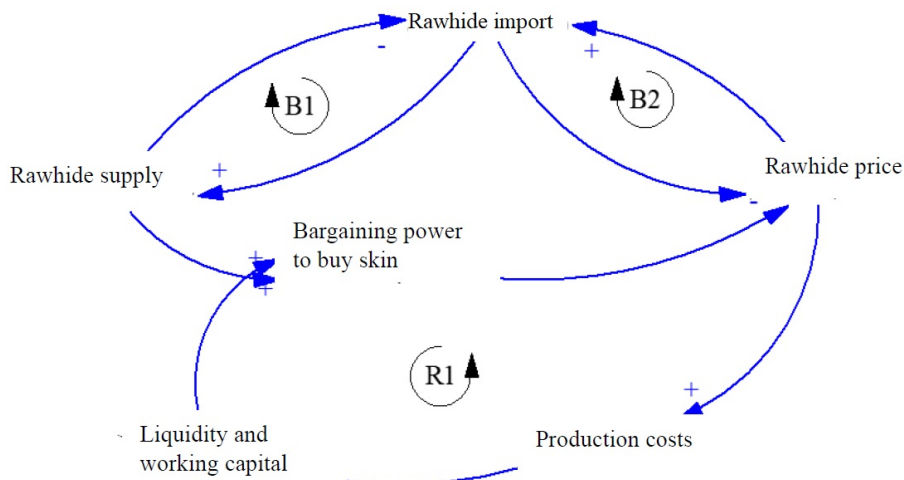 Rawhide import
-
+
B1
B2
+
Rawhide supply
Rawhide price
-
Bargaining power
to buy skin
+
+
R1
+
Liquidity and
working capital
Production costs